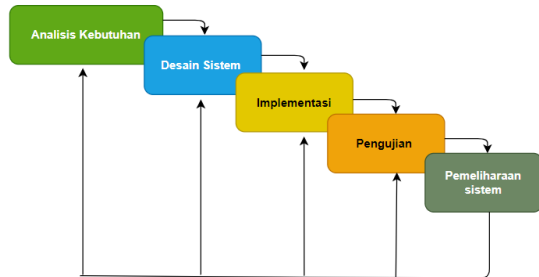 Analisis Kebutuhan
Desain Sistem
Implementasi
Pengujian
Pemeliharaan
sistem